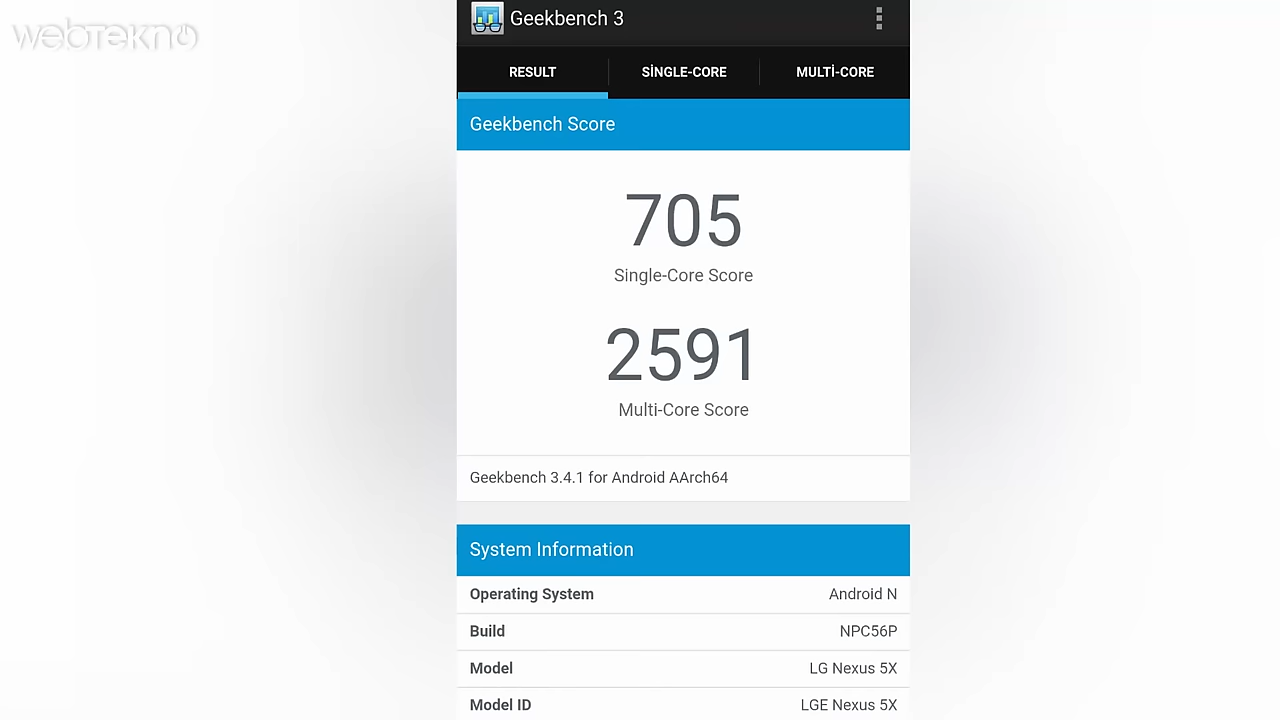 webtekno
Geekbench 3
RESULT
SİNGLE-CORE
MULTİ-CORE
Geekbench Score
705
Single-Core Score
2591
Multi-Core Score
Geekbench 3.4.1 for Android AArch64
System Information
Operating System Android N
Build NPC56P
Model LG Nexus 5X
Model ID LGE Nexus 5X